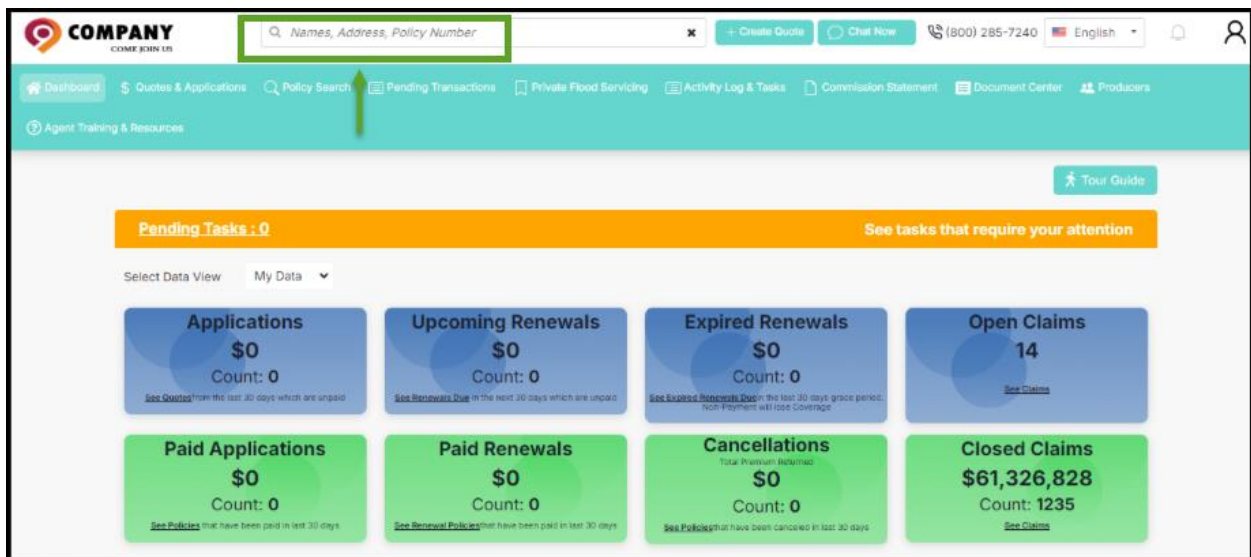 COMPANY
COME JOIN US
Names, Address, Policy Number
+ Create Quote
Chat Now
(800) 285-7240
English
Dashboard
$ Quotes & Applications
Policy Search
Pending Transactions
Private Flood Servicing
Activity Log & Tasks
Commission Statement
Document Center
Producers
Agent Training & Resources
Tour Guide
Pending Tasks : 0
See tasks that require your attention
Select Data View
My Data
Applications
$0
Count: 0
See Quotes from the last 30 days which are unpaid
Upcoming Renewals
$0
Count: 0
See Renewals Due in the next 30 days which are unpaid
Expired Renewals
$0
Count: 0
See Expired Renewals Due in the last 30 days grace period,
Non-Payment will lose Coverage
Open Claims
14
See Claims
Paid Applications
$0
Count: 0
See Policies that have been paid in last 30 days
Paid Renewals
$0
Count: 0
See Renewal Policies that have been paid in last 30 days
Cancellations
Total Premium Returned
$0
Count: 0
See Policies that have been canceled in last 30 days
Closed Claims
$61,326,828
Count: 1235
See Claims